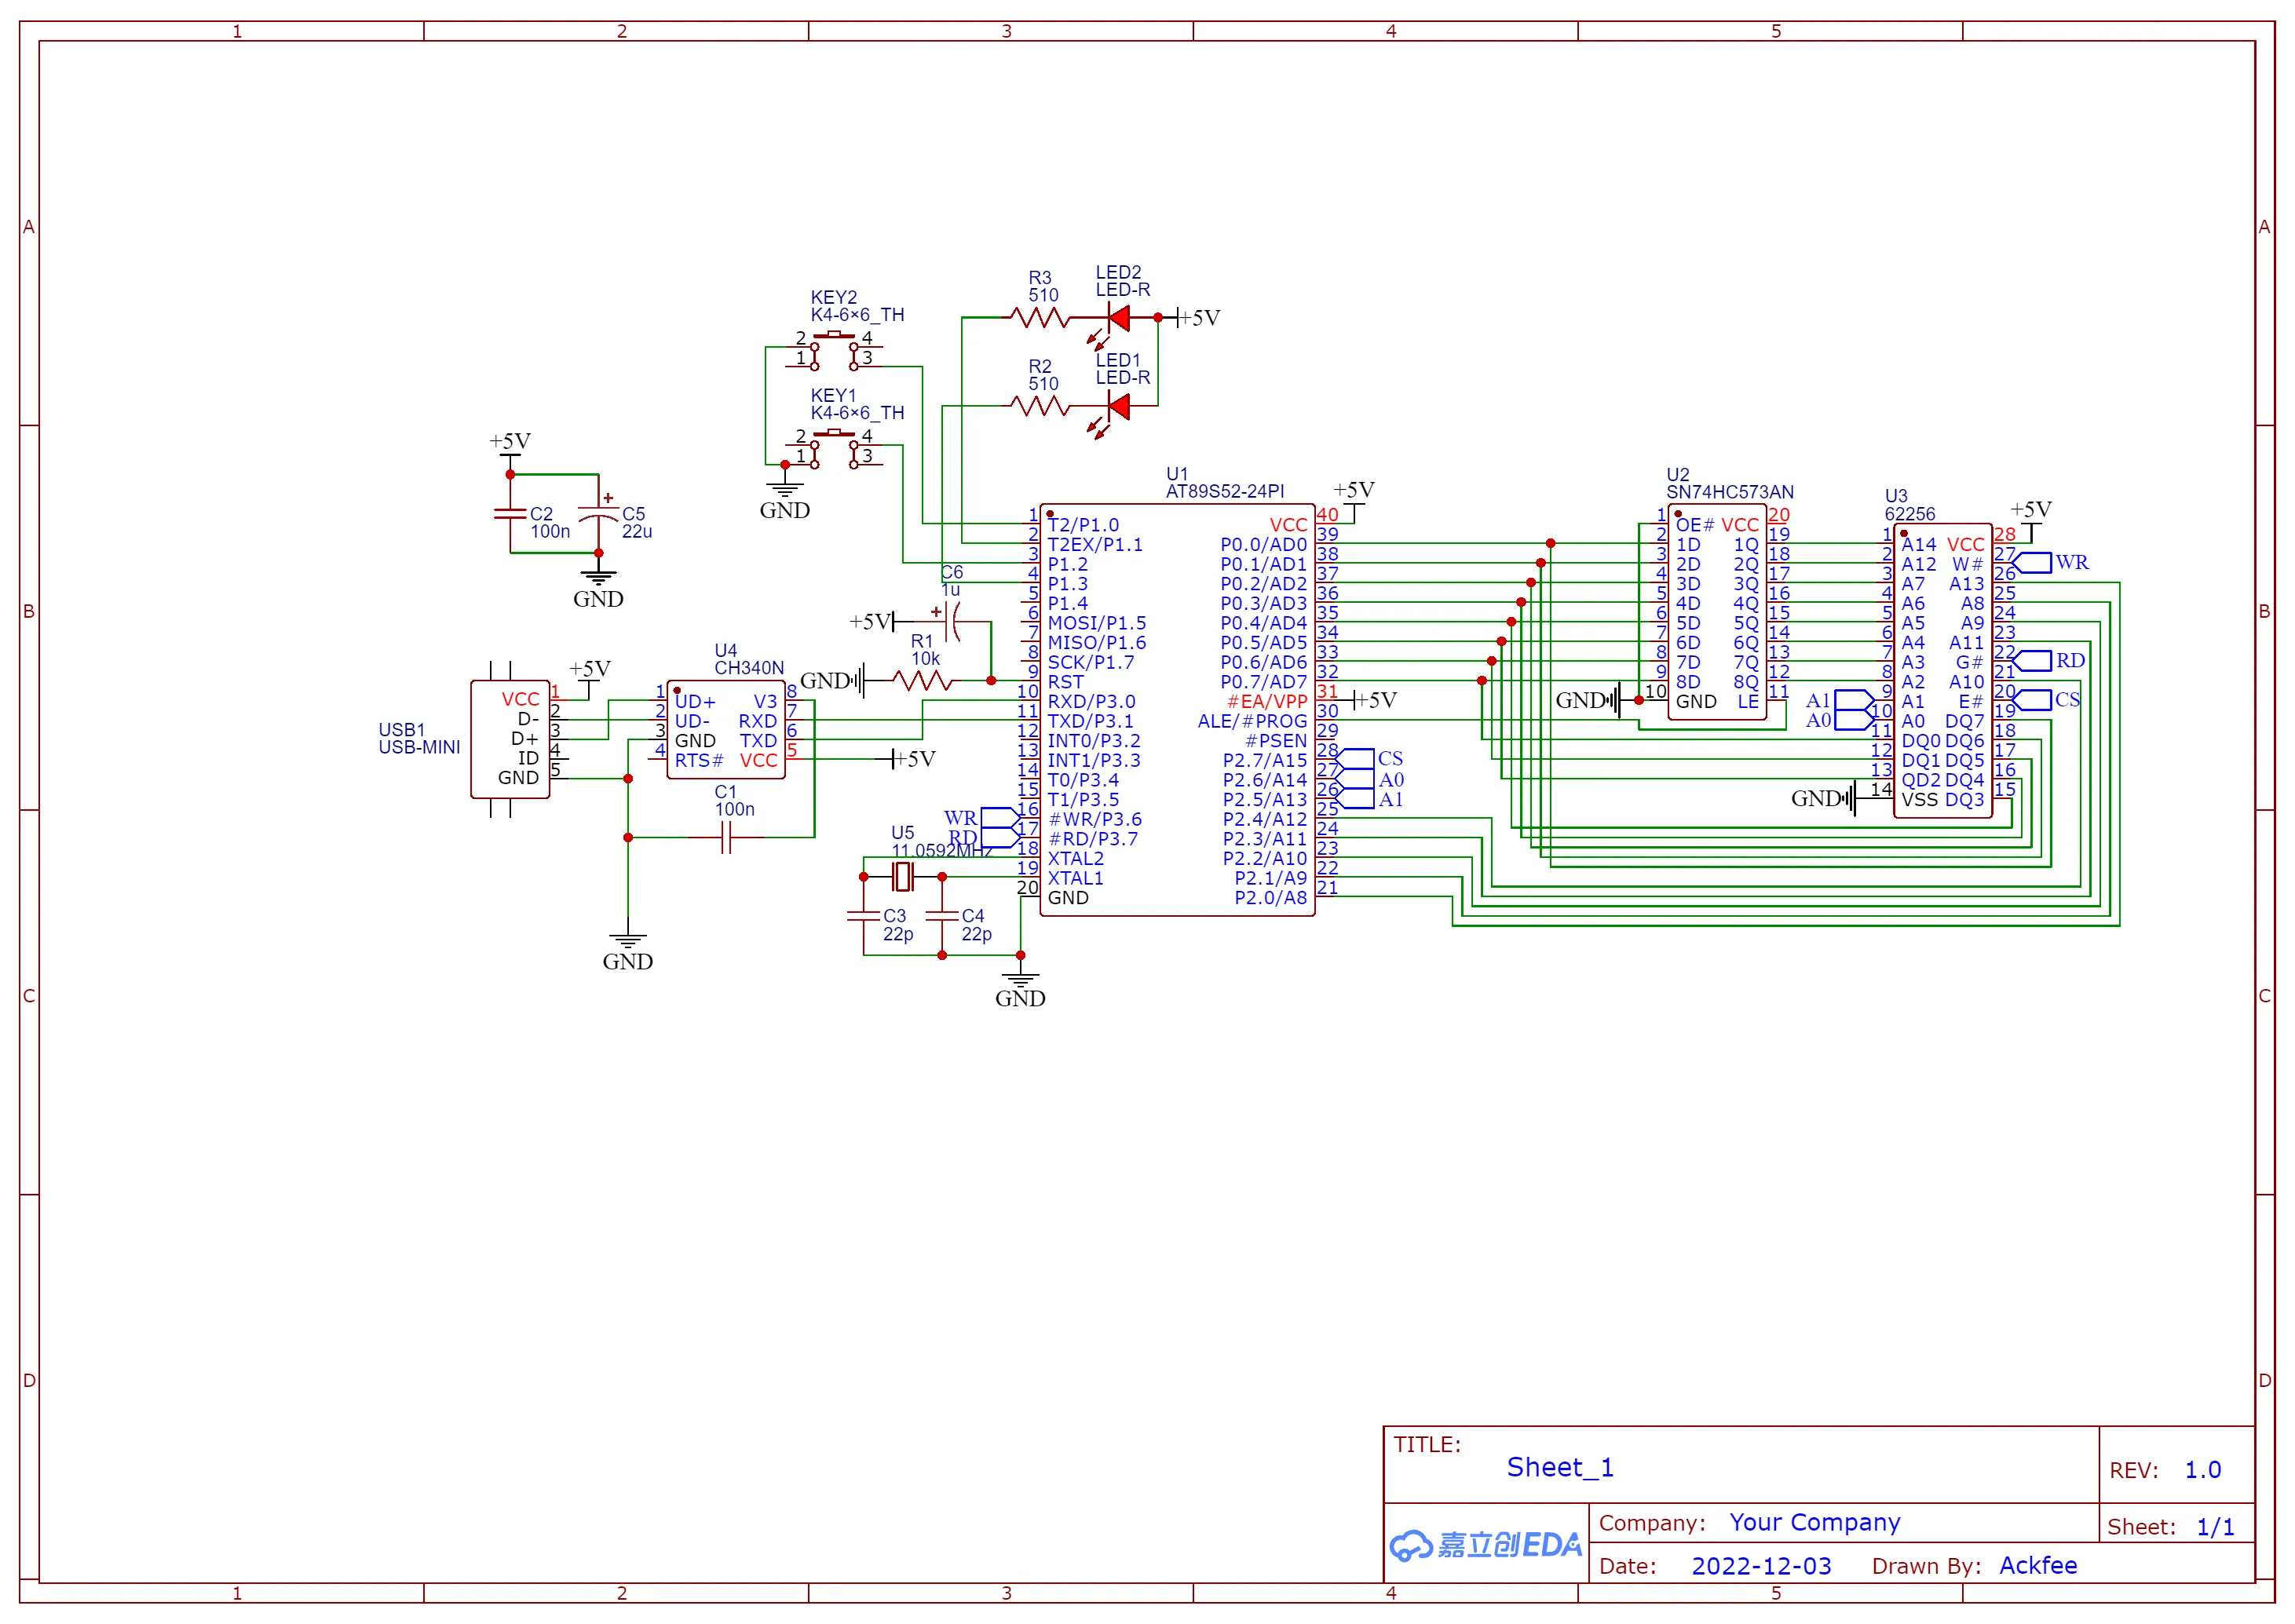 1 2 3 4 5
A A
B B
C C
D D
1 2 3 4 5
R3
510
LED2
LED-R
+5V
R2
510
LED1
LED-R
KEY2
K4-6×6_TH
2 4
1 3
KEY1
K4-6×6_TH
2 4
1 3
GND
+5V
C2
100n
+
C5
22u
GND
C6
1u
+5V
+
R1
10k
GND
USB1
USB-MINI
VCC 1
D- 2
D+ 3
ID 4
GND 5
+5V
U4
CH340N
1 UD+ V3 8
2 UD- RXD 7
3 GND TXD 6
4 RTS# VCC 5
+5V
C1
100n
GND
U5
11.0592MHz
C3
22p
C4
22p
GND
WR
RD
U1
AT89S52-24PI
+5V
1 T2/P1.0 VCC 40
2 T2EX/P1.1 P0.0/AD0 39
3 P1.2 P0.1/AD1 38
4 P1.3 P0.2/AD2 37
5 P1.4 P0.3/AD3 36
6 MOSI/P1.5 P0.4/AD4 35
7 MISO/P1.6 P0.5/AD5 34
8 SCK/P1.7 P0.6/AD6 33
9 RST P0.7/AD7 32
10 RXD/P3.0 #EA/VPP 31 +5V
11 TXD/P3.1 ALE/#PROG 30
12 INT0/P3.2 #PSEN 29
13 INT1/P3.3 P2.7/A15 28 CS
14 T0/P3.4 P2.6/A14 27 A0
15 T1/P3.5 P2.5/A13 26 A1
16 #WR/P3.6 P2.4/A12 25
17 #RD/P3.7 P2.3/A11 24
18 XTAL2 P2.2/A10 23
19 XTAL1 P2.1/A9 22
20 GND P2.0/A8 21
U2
SN74HC573AN
1 OE# VCC 20
2 1D 1Q 19
3 2D 2Q 18
4 3D 3Q 17
5 4D 4Q 16
6 5D 5Q 15
7 6D 6Q 14
8 7D 7Q 13
9 8D 8Q 12
GND 10 GND LE 11
U3
62256
+5V
1 A14 VCC 28
2 A12 W# 27 WR
3 A7 A13 26
4 A6 A8 25
5 A5 A9 24
6 A4 A11 23
7 A3 G# 22 RD
8 A2 A10 21
A1 9 A1 E# 20 CS
A0 10 A0 DQ7 19
11 DQ0 DQ6 18
12 DQ1 DQ5 17
13 QD2 DQ4 16
GND 14 VSS DQ3 15
TITLE:
Sheet_1
REV: 1.0
嘉立创EDA
Company: Your Company
Sheet: 1/1
Date: 2022-12-03 Drawn By: Ackfee